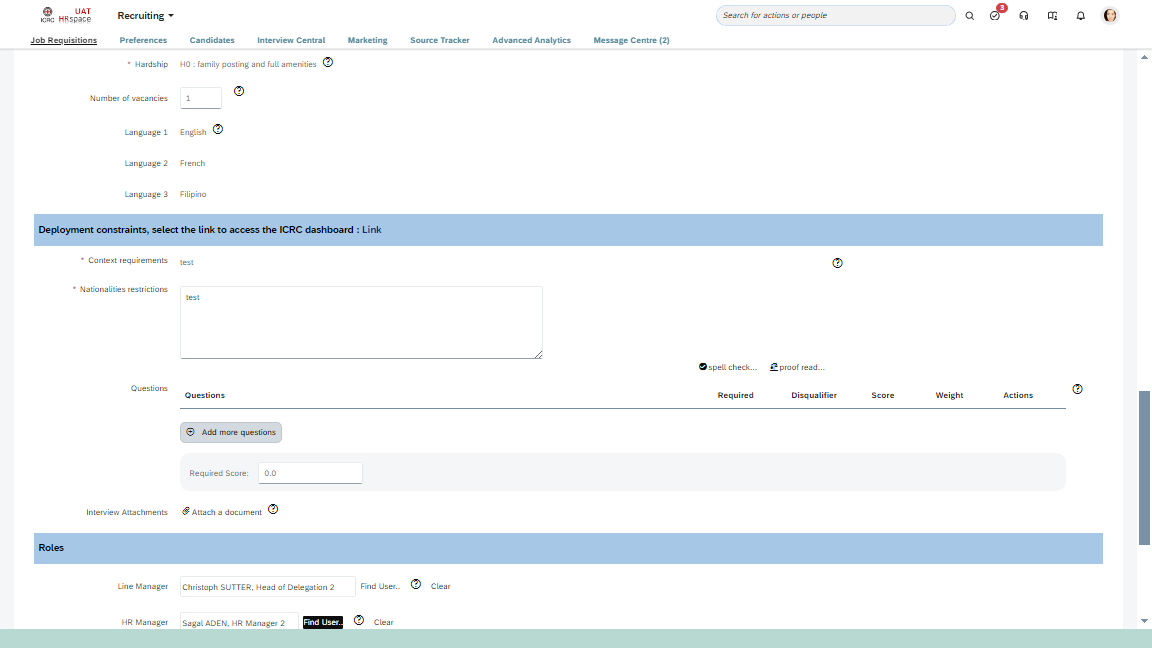 ICRC UAT HRspace Recruiting Search for actions or people 3
Job Requisitions Preferences Candidates Interview Central Marketing Source Tracker Advanced Analytics Message Centre (2)
* Hardship H0 : family posting and full amenities ?
Number of vacancies 1 ?
Language 1 English ?
Language 2 French
Language 3 Filipino
Deployment constraints, select the link to access the ICRC dashboard : Link
* Context requirements test ?
* Nationalities restrictions test
spell check... proof read...
Questions Questions Required Disqualifier Score Weight Actions ?
Add more questions
Required Score: 0.0
Interview Attachments Attach a document ?
Roles
Line Manager Christoph SUTTER, Head of Delegation 2 Find User.. ? Clear
HR Manager Sagal ADEN, HR Manager 2 Find User.. ? Clear